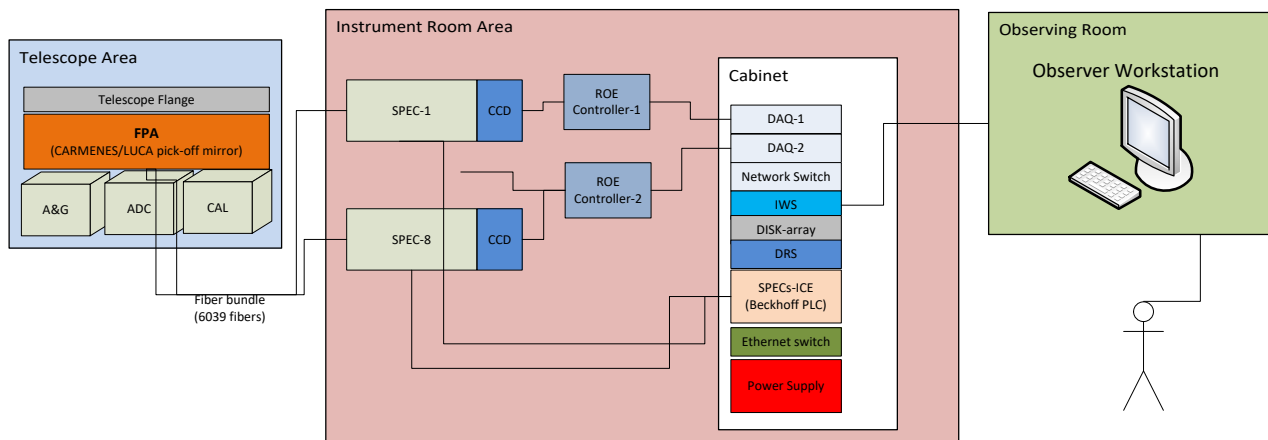 Telescope Area
Telescope Flange
FPA
(CARMENES/LUCA pick-off mirror)
A&G
ADC
CAL
Fiber bundle
(6039 fibers)
Instrument Room Area
SPEC-1
CCD
ROE
Controller-1
ROE
Controller-2
SPEC-8
CCD
Cabinet
DAQ-1
DAQ-2
Network Switch
IWS
DISK-array
DRS
SPECs-ICE
(Beckhoff PLC)
Ethernet switch
Power Supply
Observing Room
Observer Workstation